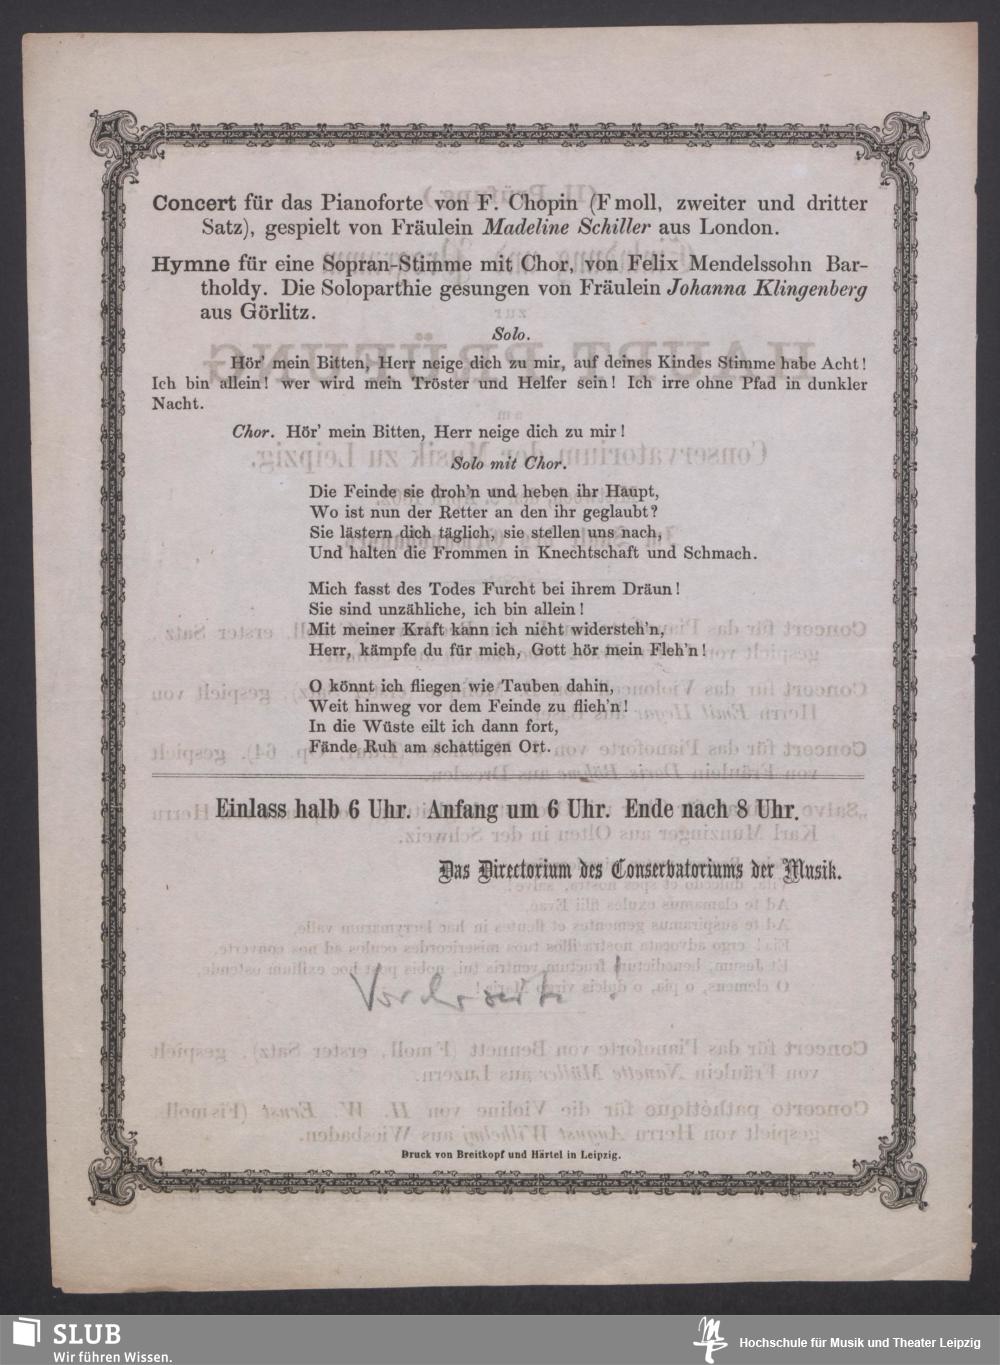 Concert für das Pianoforte von F. Chopin (F moll, zweiter und dritter
Satz), gespielt von Fräulein Madeline Schiller aus London.
Hymne für eine Sopran-Stimme mit Chor, von Felix Mendelssohn Bar-
tholdy. Die Soloparthie gesungen von Fräulein Johanna Klingenberg
aus Görlitz.
Solo.
Hör' mein Bitten, Herr neige dich zu mir, auf deines Kindes Stimme habe Acht!
Ich bin allein! wer wird mein Tröster und Helfer sein! Ich irre ohne Pfad in dunkler
Nacht.
Chor. Hör' mein Bitten, Herr neige dich zu mir!
Solo mit Chor.
Die Feinde sie droh'n und heben ihr Haupt,
Wo ist nun der Retter an den ihr geglaubt?
Sie lästern dich täglich, sie stellen uns nach,
Und halten die Frommen in Knechtschaft und Schmach.
Mich fasst des Todes Furcht bei ihrem Dräun!
Sie sind unzähliche, ich bin allein!
Mit meiner Kraft kann ich nicht widersteh'n,
Herr, kämpfe du für mich, Gott hör mein Fleh'n!
O könnt ich fliegen wie Tauben dahin,
Weit hinweg vor dem Feinde zu flieh'n!
In die Wüste eilt ich dann fort,
Fände Ruh am schattigen Ort.
Einlass halb 6 Uhr. Anfang um 6 Uhr. Ende nach 8 Uhr.
Das Directorium des Conservatoriums der Musik.
Vorderseite !
Druck von Breitkopf und Härtel in Leipzig.
SLUB
Wir führen Wissen.
Hochschule für Musik und Theater Leipzig